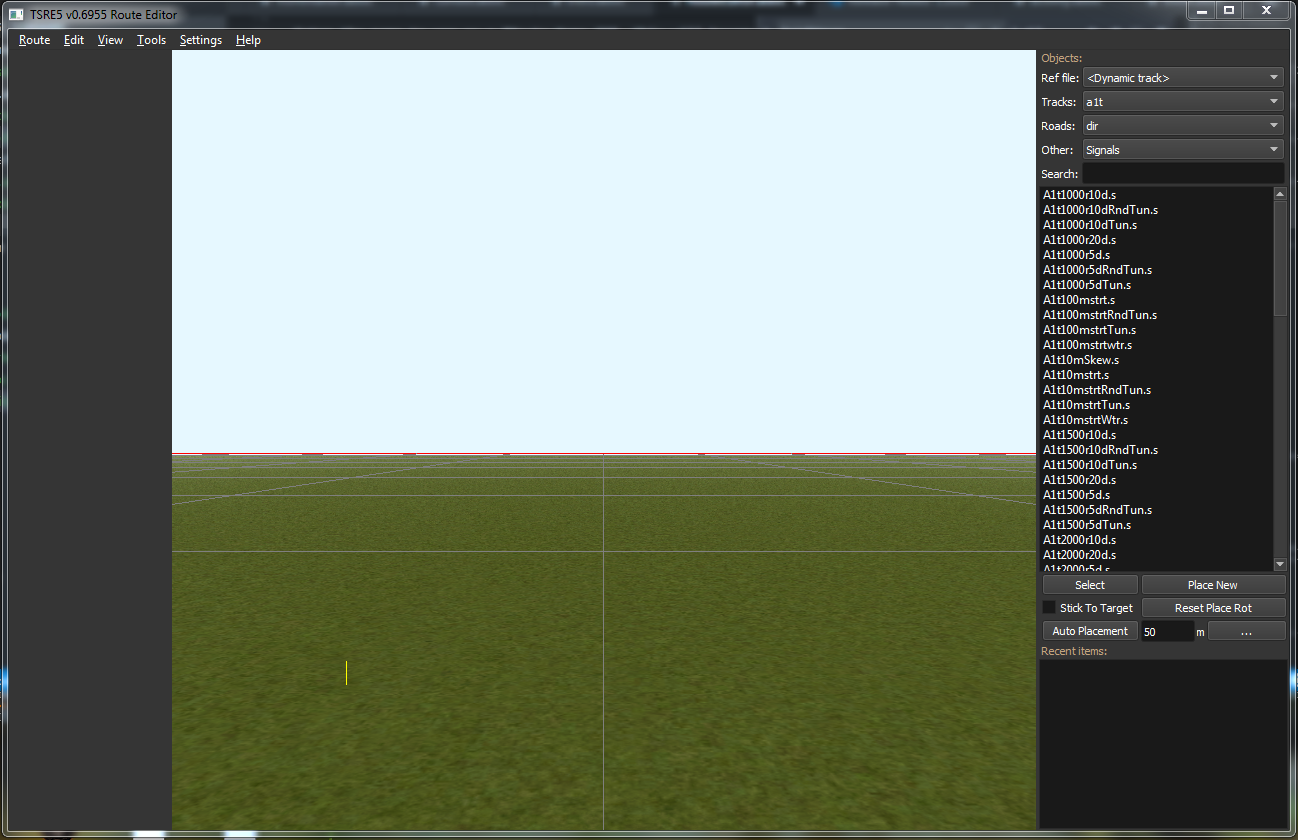 TSRE5 v0.6955 Route Editor
Route Edit View Tools Settings Help
Objects:
Ref file: <Dynamic track>
Tracks: a1t
Roads: dir
Other: Signals
Search:
A1t1000r10d.s
A1t1000r10dRndTun.s
A1t1000r10dTun.s
A1t1000r20d.s
A1t1000r5d.s
A1t1000r5dRndTun.s
A1t1000r5dTun.s
A1t100mstrt.s
A1t100mstrtRndTun.s
A1t100mstrtTun.s
A1t100mstrtwtr.s
A1t10mSkew.s
A1t10mstrt.s
A1t10mstrtRndTun.s
A1t10mstrtTun.s
A1t10mstrtWtr.s
A1t1500r10d.s
A1t1500r10dRndTun.s
A1t1500r10dTun.s
A1t1500r20d.s
A1t1500r5d.s
A1t1500r5dRndTun.s
A1t1500r5dTun.s
A1t2000r10d.s
A1t2000r20d.s
A1t2000r5d.s
Select Place New
Stick To Target Reset Place Rot
Auto Placement 50 m ...
Recent items: